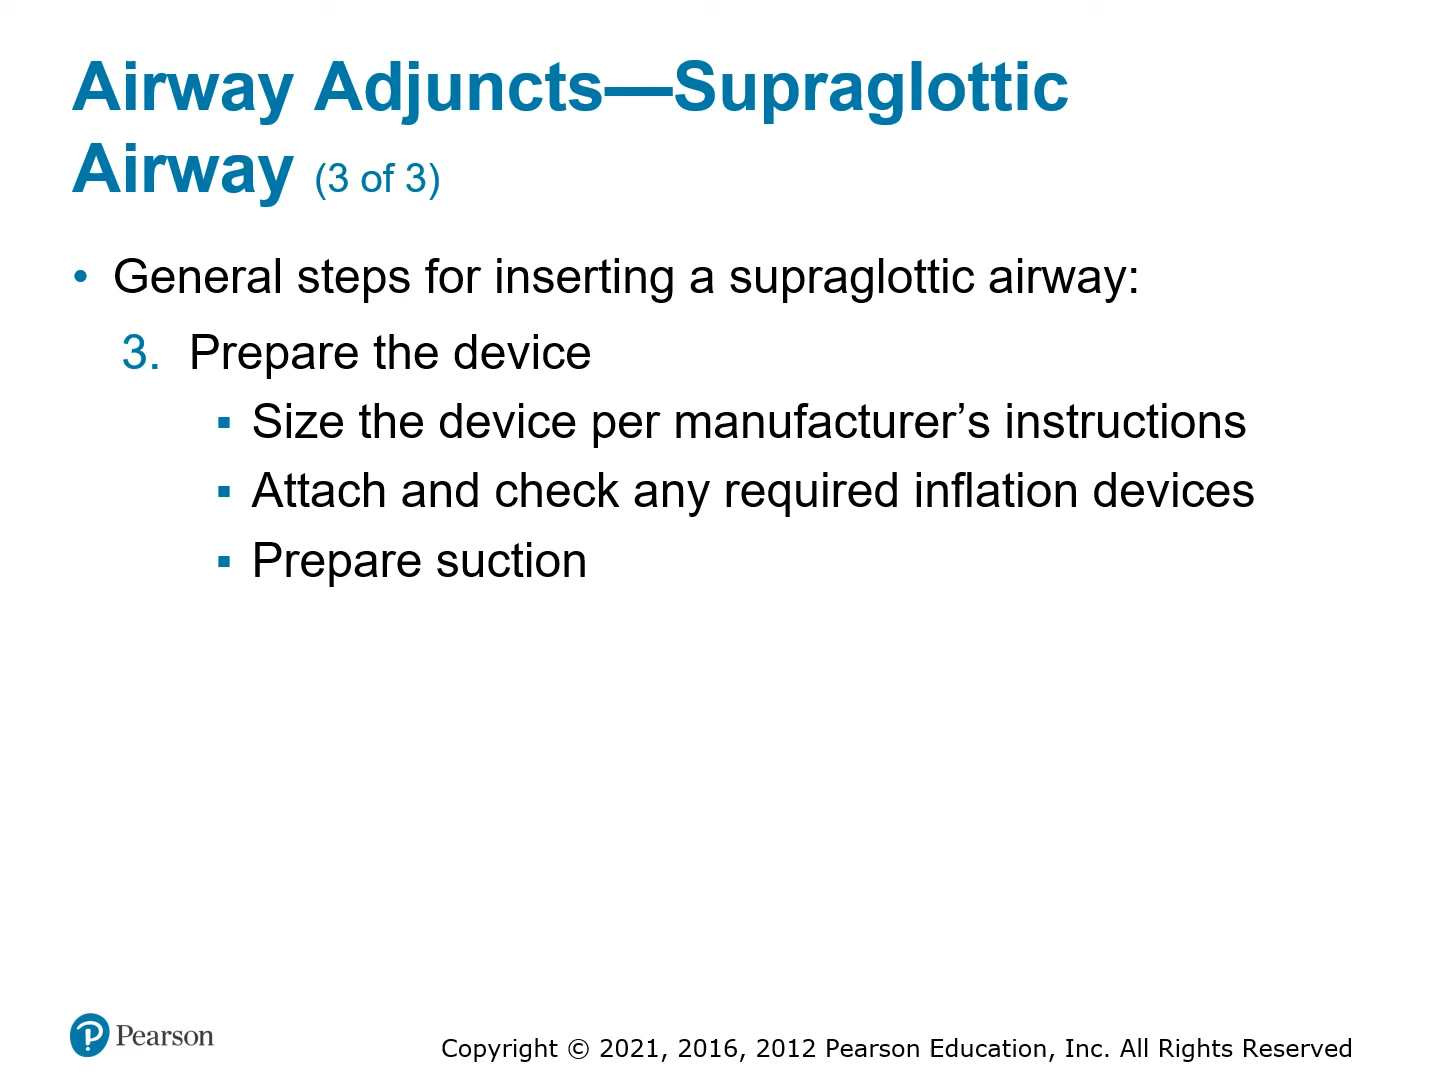 Airway Adjuncts—Supraglottic
Airway (3 of 3)
• General steps for inserting a supraglottic airway:
3. Prepare the device
▪ Size the device per manufacturer’s instructions
▪ Attach and check any required inflation devices
▪ Prepare suction
Pearson
Copyright © 2021, 2016, 2012 Pearson Education, Inc. All Rights Reserved